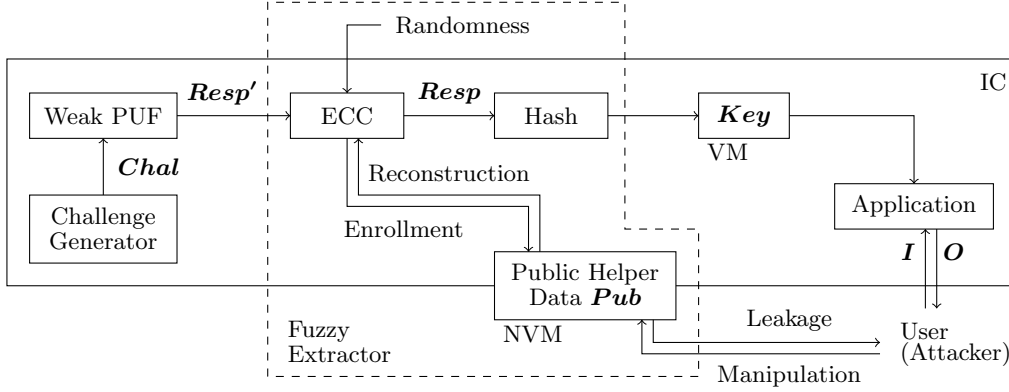 Randomness
IC
Weak PUF
Resp′
ECC
Resp
Hash
Key
VM
Chal
Reconstruction
Challenge
Generator
Enrollment
Application
I
O
Public Helper
Data Pub
NVM
Fuzzy
Extractor
Leakage
Manipulation
User
(Attacker)